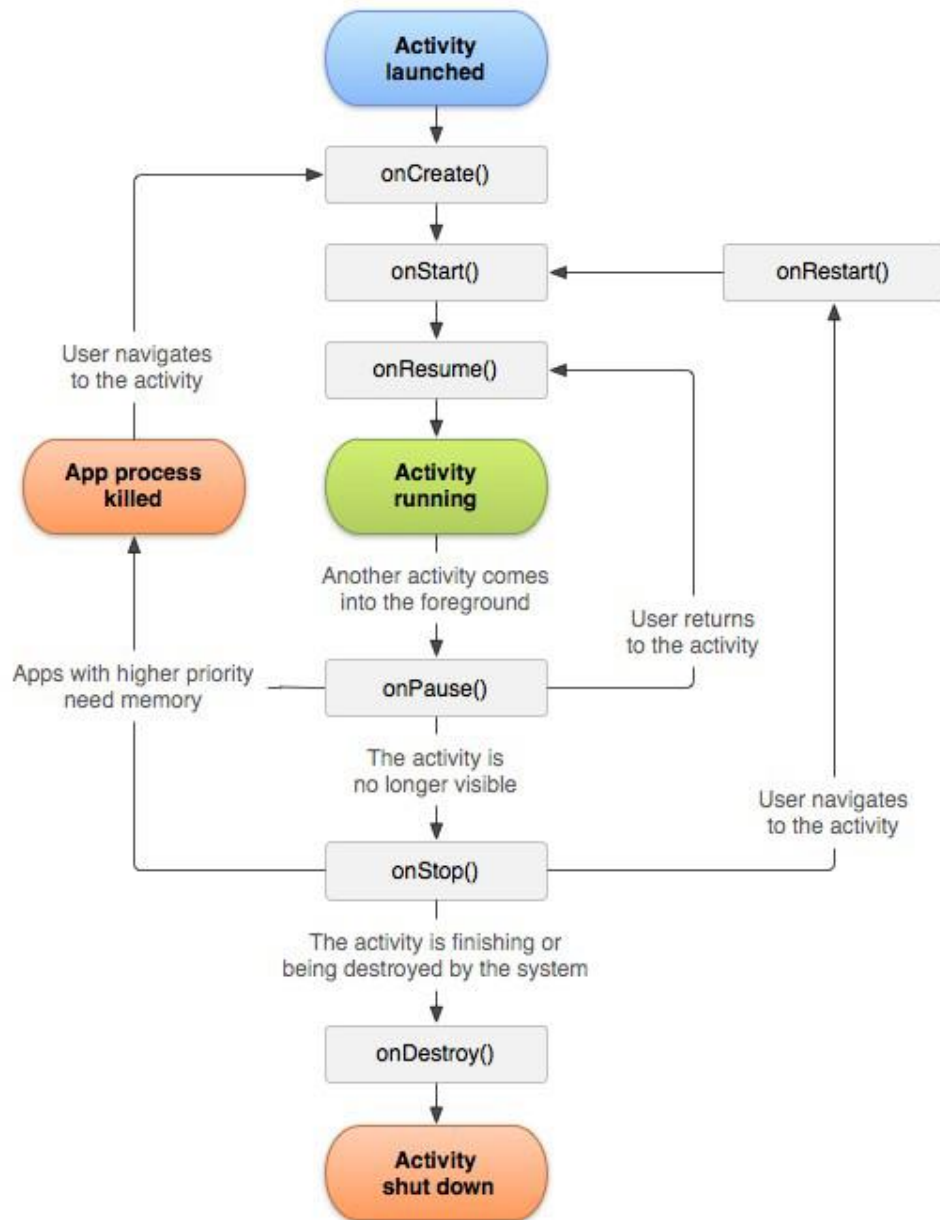 Activity
launched
onCreate()
onStart()
onRestart()
User navigates
to the activity
onResume()
App process
killed
Activity
running
Another activity comes
into the foreground
User returns
to the activity
Apps with higher priority
need memory
onPause()
The activity is
no longer visible
User navigates
to the activity
onStop()
The activity is finishing or
being destroyed by the system
onDestroy()
Activity
shut down